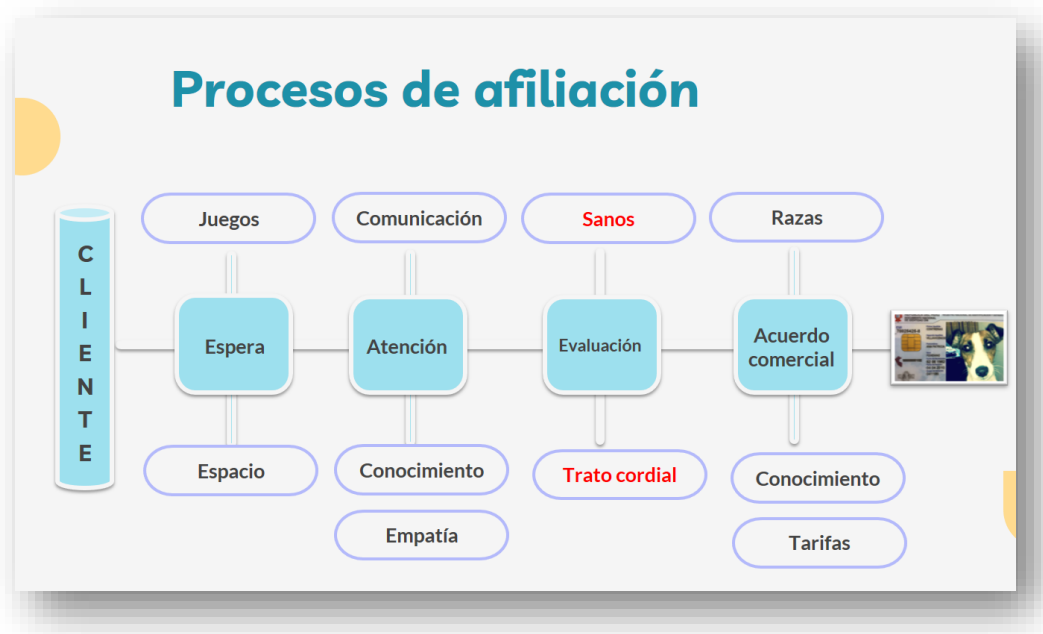 Procesos de afiliación
Juegos
Comunicación
Sanos
Razas
CLIENTE
Espera
Atención
Evaluación
Acuerdo
comercial
Espacio
Conocimiento
Trato cordial
Conocimiento
Empatía
Tarifas